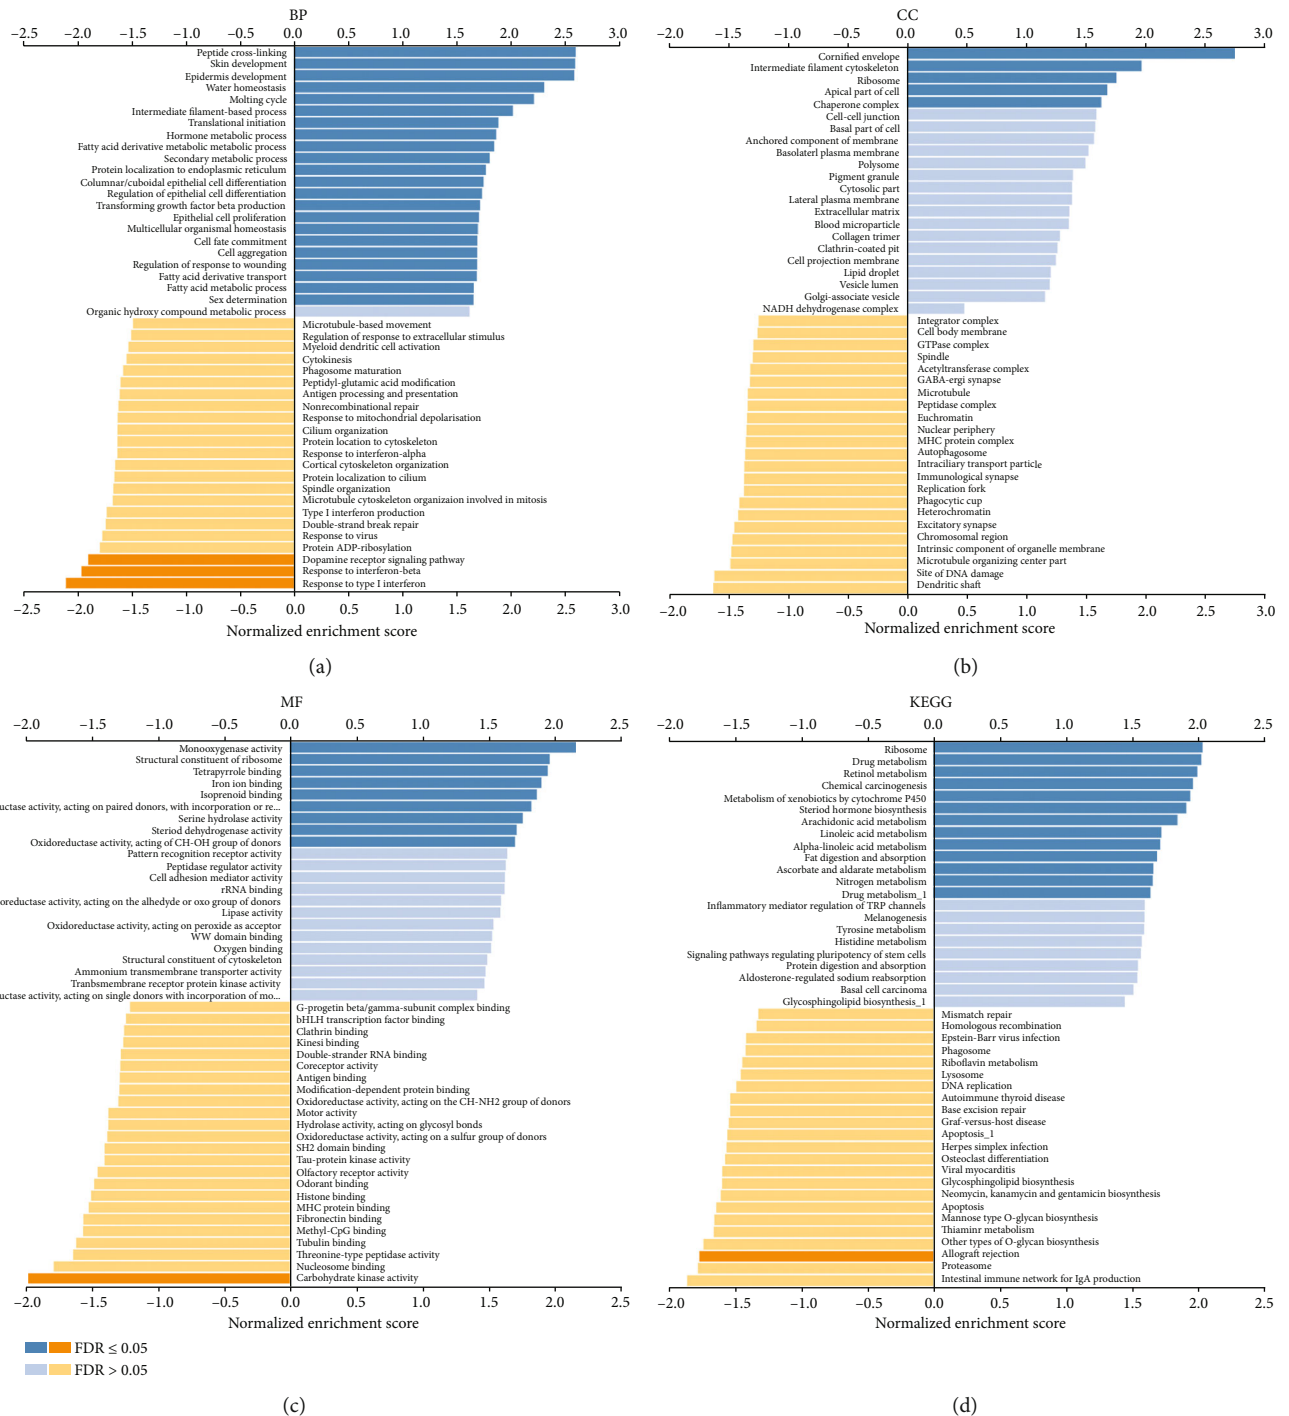 BP
−2.5 −1.5 −1.0 −0.5 0.0 0.5 1.0 1.5 2.0 2.5 3.0
Peptide cross-linking
Skin development
Epidermis development
Water homeostasis
Molting cycle
Intermediate filament-based process
Translational initiation
Hormone metabolic process
Fatty acid derivative metabolic metabolic process
Secondary metabolic process
Protein localization to endoplasmic reticulum
Columnar/cuboidal epithelial cell differentiation
Regulation of epithelial cell differentiation
Transforming growth factor beta production
Epithelial cell proliferation
Multicellular organismal homeostasis
Cell fate commitment
Cell aggregation
Regulation of response to wounding
Fatty acid derivative transport
Fatty acid metabolic process
Sex determination
Organic hydroxy compound metabolic process
Microtubule-based movement
Regulation of response to extracellular stimulus
Myeloid dendritic cell activation
Cytokinesis
Phagosome maturation
Peptidyl-glutamic acid modification
Antigen processing and presentation
Nonrecombinational repair
Response to mitochondrial depolarisation
Cilium organization
Protein location to cytoskeleton
Response to interferon-alpha
Cortical cytoskeleton organization
Protein localization to cilium
Spindle organization
Microtubule cytoskeleton organizaion involved in mitosis
Type I interferon production
Double-strand break repair
Response to virus
Protein ADP-ribosylation
Dopamine receptor signaling pathway
Response to interferon-beta
Response to type I interferon
−2.5 −1.5 −1.0 −0.5 0.0 0.5 1.0 1.5 2.0 2.5 3.0
Normalized enrichment score
(a)
CC
−2.0 −1.5 −1.0 −0.5 0.0 0.5 1.0 1.5 2.0 2.5 3.0
Cornified envelope
Intermediate filament cytoskeleton
Ribosome
Apical part of cell
Chaperone complex
Cell-cell junction
Basal part of cell
Anchored component of membrane
Basolaterl plasma membrane
Polysome
Pigment granule
Cytosolic part
Lateral plasma membrane
Extracellular matrix
Blood microparticle
Collagen trimer
Clathrin-coated pit
Cell projection membrane
Lipid droplet
Vesicle lumen
Golgi-associate vesicle
NADH dehydrogenase complex
Integrator complex
Cell body membrane
GTPase complex
Spindle
Acetyltransferase complex
GABA-ergi synapse
Microtubule
Peptidase complex
Euchromatin
Nuclear periphery
MHC protein complex
Autophagosome
Intraciliary transport particle
Immunological synapse
Replication fork
Phagocytic cup
Heterochromatin
Excitatory synapse
Chromosomal region
Intrinsic component of organelle membrane
Microtubule organizing center part
Site of DNA damage
Dendritic shaft
−2.0 −1.5 −1.0 −0.5 0.0 0.5 1.0 1.5 2.0 2.5 3.0
Normalized enrichment score
(b)
MF
−2.0 −1.5 −1.0 −0.5 0.0 0.5 1.0 1.5 2.0 2.5
Monooxygenase activity
Structural constituent of ribosome
Tetrapyrrole binding
Iron ion binding
Isoprenoid binding
uctase activity, acting on paired donors, with incorporation or re...
Serine hydrolase activity
Steriod dehydrogenase activity
Oxidoreductase activity, acting of CH-OH group of donors
Pattern recognition receptor activity
Peptidase regulator activity
Cell adhesion mediator activity
rRNA binding
oreductase activity, acting on the alhedyde or oxo group of donors
Lipase activity
Oxidoreductase activity, acting on peroxide as acceptor
WW domain binding
Oxygen binding
Structural constituent of cytoskeleton
Ammonium transmembrane transporter activity
Tranbsmembrane receptor protein kinase activity
uctase activity, acting on single donors with incorporation of mo...
G-progetin beta/gamma-subunit complex binding
bHLH transcription factor binding
Clathrin binding
Kinesi binding
Double-strander RNA binding
Coreceptor activity
Antigen binding
Modification-dependent protein binding
Oxidoreductase activity, acting on the CH-NH2 group of donors
Motor activity
Hydrolase activity, acting on glycosyl bonds
Oxidoreductase activity, acting on a sulfur group of donors
SH2 domain binding
Tau-protein kinase activity
Olfactory receptor activity
Odorant binding
Histone binding
MHC protein binding
Fibronectin binding
Methyl-CpG binding
Tubulin binding
Threonine-type peptidase activity
Nucleosome binding
Carbohydrate kinase activity
−2.0 −1.5 −1.0 −0.5 0.0 0.5 1.0 1.5 2.0 2.5
Normalized enrichment score
FDR ≤ 0.05
FDR > 0.05
(c)
KEGG
−2.0 −1.5 −1.0 −0.5 0.0 0.5 1.0 1.5 2.0 2.5
Ribosome
Drug metabolism
Retinol metabolism
Chemical carcinogenesis
Metabolism of xenobiotics by cytochrome P450
Steriod hormone biosynthesis
Arachidonic acid metabolism
Linoleic acid metabolism
Alpha-linoleic acid metabolism
Fat digestion and absorption
Ascorbate and aldarate metabolism
Nitrogen metabolism
Drug metabolism_1
Inflammatory mediator regulation of TRP channels
Melanogenesis
Tyrosine metabolism
Histidine metabolism
Signaling pathways regulating pluripotency of stem cells
Protein digestion and absorption
Aldosterone-regulated sodium reabsorption
Basal cell carcinoma
Glycosphingolipid biosynthesis_1
Mismatch repair
Homologous recombination
Epstein-Barr virus infection
Phagosome
Riboflavin metabolism
Lysosome
DNA replication
Autoimmune thyroid disease
Base excision repair
Graf-versus-host disease
Apoptosis_1
Herpes simplex infection
Osteoclast differentiation
Viral myocarditis
Glycosphingolipid biosynthesis
Neomycin, kanamycin and gentamicin biosynthesis
Apoptosis
Mannose type O-glycan biosynthesis
Thiaminr metabolism
Other types of O-glycan biosynthesis
Allograft rejection
Proteasome
Intestinal immune network for IgA production
−2.0 −1.5 −1.0 −0.5 0.0 0.5 1.0 1.5 2.0 2.5
Normalized enrichment score
(d)